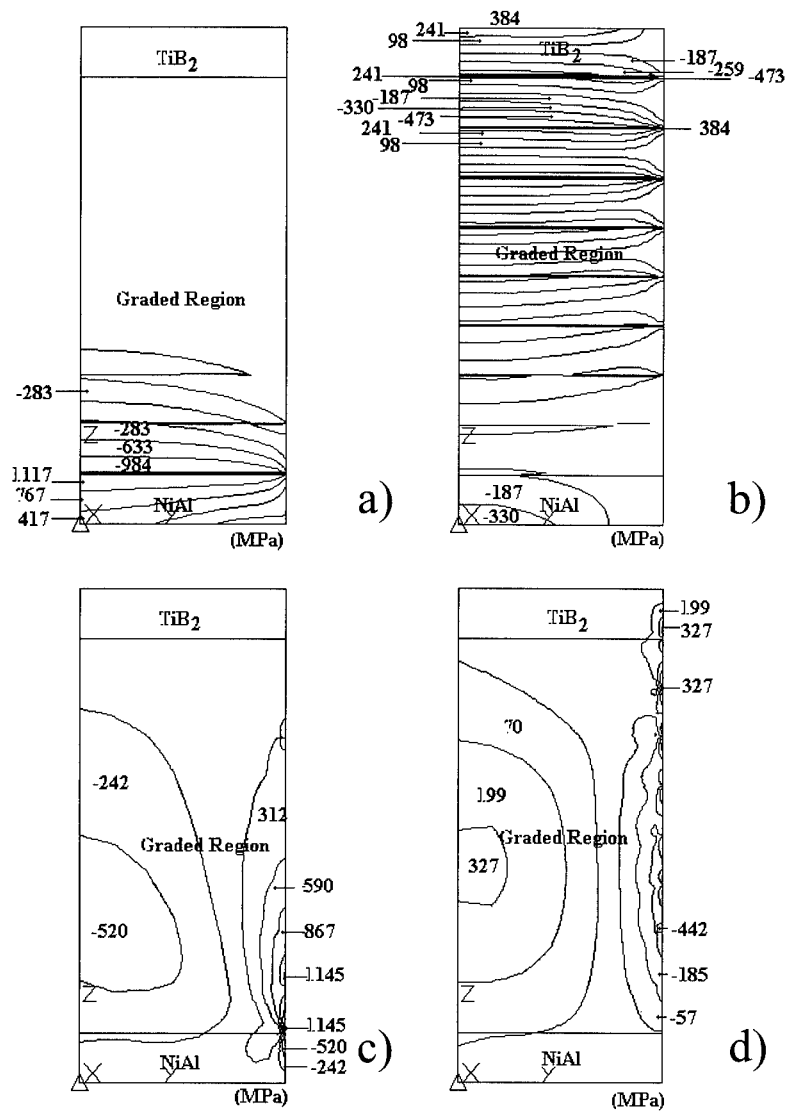 TiB2
Graded Region
-283
-283
-633
-984
1117
767
417
Z
X
Y
NiAl
(MPa)
a)
384
241
98
TiB2
-187
-259
-473
241
98
-187
-330
-473
241
98
384
Graded Region
Z
-187
-330
X
Y
NiAl
(MPa)
b)
TiB2
-242
312
Graded Region
-590
-520
867
1145
Z
1145
-520
-242
X
Y
NiAl
(MPa)
c)
TiB2
199
327
327
70
199
Graded Region
327
-442
-185
-57
Z
X
Y
NiAl
(MPa)
d)